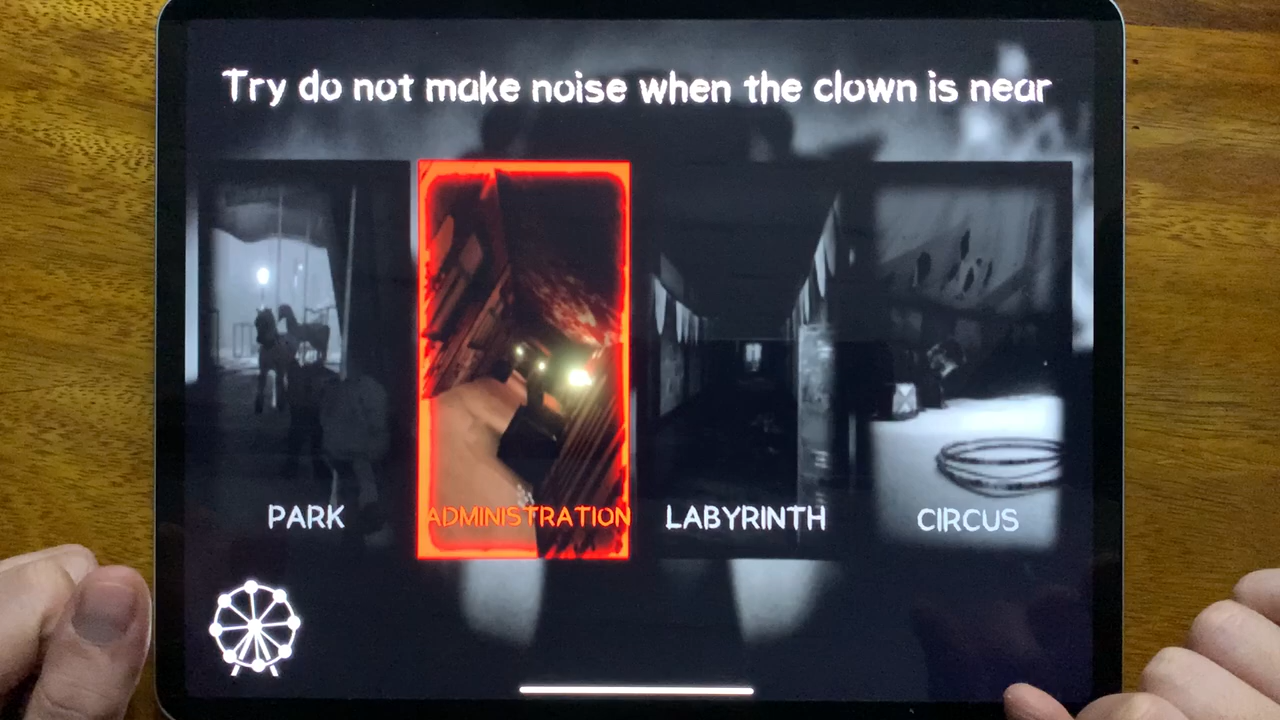 Try do not make noise when the clown is near
PARK
ADMINISTRATION
LABYRINTH
CIRCUS